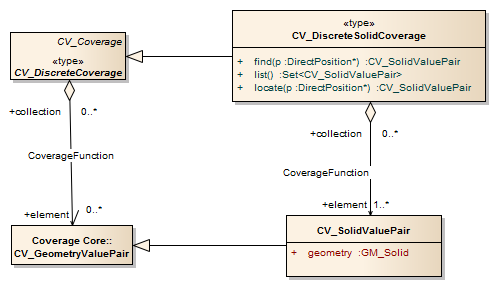 CV_Coverage
«type»
CV_DiscreteCoverage
«type»
CV_DiscreteSolidCoverage
+ find(p :DirectPosition*) :CV_SolidValuePair
+ list() :Set<CV_SolidValuePair>
+ locate(p :DirectPosition*) :CV_SolidValuePair
+collection 0..*
CoverageFunction
+element 0..*
+collection 0..*
CoverageFunction
+element 1..*
Coverage Core::
CV_GeometryValuePair
CV_SolidValuePair
+ geometry :GM_Solid